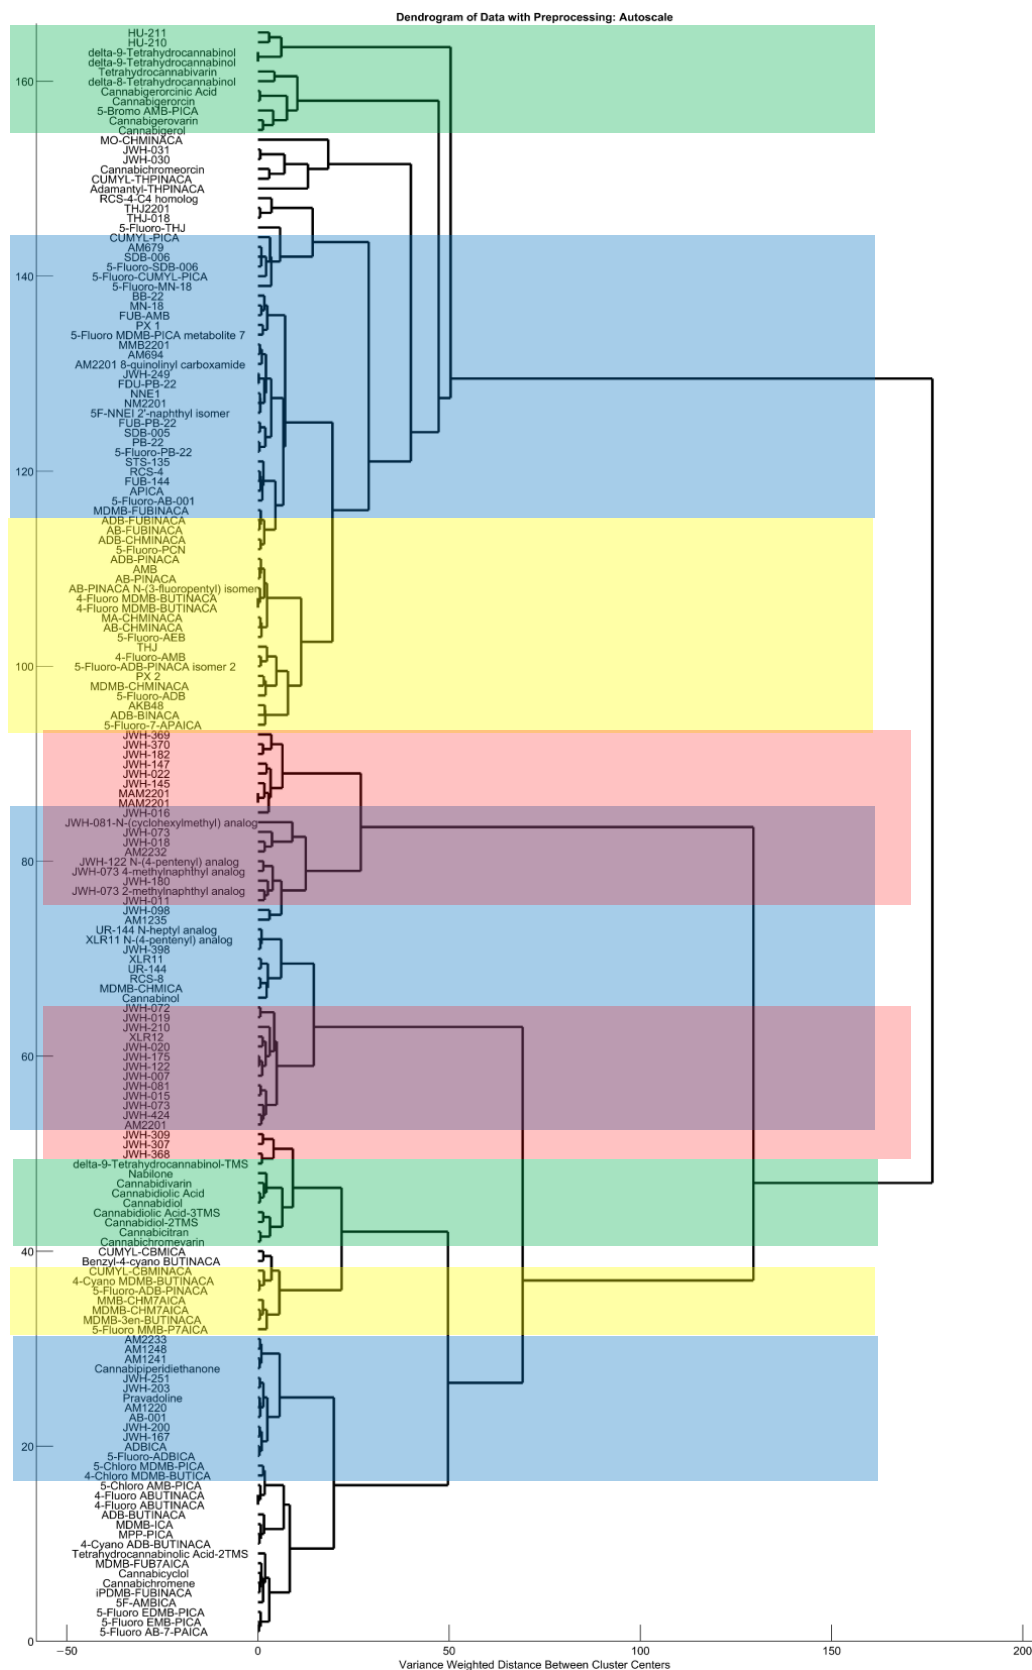 Dendrogram of Data with Preprocessing: Autoscale
HU-211
HU-210
delta-9-Tetrahydrocannabinol
delta-9-Tetrahydrocannabinol
Tetrahydrocannabivarin
160
delta-8-Tetrahydrocannabinol
Cannabigerorcinic Acid
Cannabigerorcin
5-Bromo AMB-PICA
Cannabigerovarin
Cannabigerol
MO-CHMINACA
JWH-031
JWH-030
Cannabichromeorcin
CUMYL-THPINACA
Adamantyl-THPINACA
RCS-4-C4 homolog
THJ2201
THJ-018
5-Fluoro-THJ
CUMYL-PICA
AM679
SDB-006
5-Fluoro-SDB-006
140
5-Fluoro-CUMYL-PICA
5-Fluoro-MN-18
BB-22
MN-18
FUB-AMB
PX 1
5-Fluoro MDMB-PICA metabolite 7
MMB2201
AM694
AM2201 8-quinolinyl carboxamide
JWH-249
FDU-PB-22
NNE1
NM2201
5F-NNEI 2'-naphthyl isomer
FUB-PB-22
SDB-005
PB-22
5-Fluoro-PB-22
STS-135
120
RCS-4
FUB-144
APICA
5-Fluoro-AB-001
MDMB-FUBINACA
ADB-FUBINACA
AB-FUBINACA
ADB-CHMINACA
5-Fluoro-PCN
ADB-PINACA
AMB
AB-PINACA
AB-PINACA N-(3-fluoropentyl) isomer
4-Fluoro MDMB-BUTINACA
4-Fluoro MDMB-BUTINACA
MA-CHMINACA
AB-CHMINACA
5-Fluoro-AEB
THJ
4-Fluoro-AMB
100
5-Fluoro-ADB-PINACA isomer 2
PX 2
MDMB-CHMINACA
5-Fluoro-ADB
AKB48
ADB-BINACA
5-Fluoro-7-APAICA
JWH-369
JWH-370
JWH-182
JWH-147
JWH-022
JWH-145
MAM2201
MAM2201
JWH-016
JWH-081-N-(cyclohexylmethyl) analog
JWH-073
JWH-018
AM2232
80
JWH-122 N-(4-pentenyl) analog
JWH-073 4-methylnaphthyl analog
JWH-180
JWH-073 2-methylnaphthyl analog
JWH-011
JWH-098
AM1235
UR-144 N-heptyl analog
XLR11 N-(4-pentenyl) analog
JWH-398
XLR11
UR-144
RCS-8
MDMB-CHMICA
Cannabinol
JWH-072
JWH-019
JWH-210
XLR12
JWH-020
60
JWH-175
JWH-122
JWH-007
JWH-081
JWH-015
JWH-073
JWH-424
AM2201
JWH-309
JWH-307
JWH-368
delta-9-Tetrahydrocannabinol-TMS
Nabilone
Cannabidivarin
Cannabidiolic Acid
Cannabidiol
Cannabidiolic Acid-3TMS
Cannabidiol-2TMS
Cannabicitran
Cannabichromevarin
40
CUMYL-CBMICA
Benzyl-4-cyano BUTINACA
CUMYL-CBMINACA
4-Cyano MDMB-BUTINACA
5-Fluoro-ADB-PINACA
MMB-CHM7AICA
MDMB-CHM7AICA
MDMB-3en-BUTINACA
5-Fluoro MMB-P7AICA
AM2233
AM1248
AM1241
Cannabipiperidiethanone
JWH-251
JWH-203
Pravadoline
AM1220
AB-001
JWH-200
JWH-167
20
ADBICA
5-Fluoro-ADBICA
5-Chloro MDMB-PICA
4-Chloro MDMB-BUTICA
5-Chloro AMB-PICA
4-Fluoro ABUTINACA
4-Fluoro ABUTINACA
ADB-BUTINACA
MDMB-ICA
MPP-PICA
4-Cyano ADB-BUTINACA
Tetrahydrocannabinolic Acid-2TMS
MDMB-FUB7AICA
Cannabicyclol
Cannabichromene
iPDMB-FUBINACA
5F-AMBICA
5-Fluoro EDMB-PICA
5-Fluoro EMB-PICA
5-Fluoro AB-7-PAICA
0
−50 0 50 100 150 200
Variance Weighted Distance Between Cluster Centers